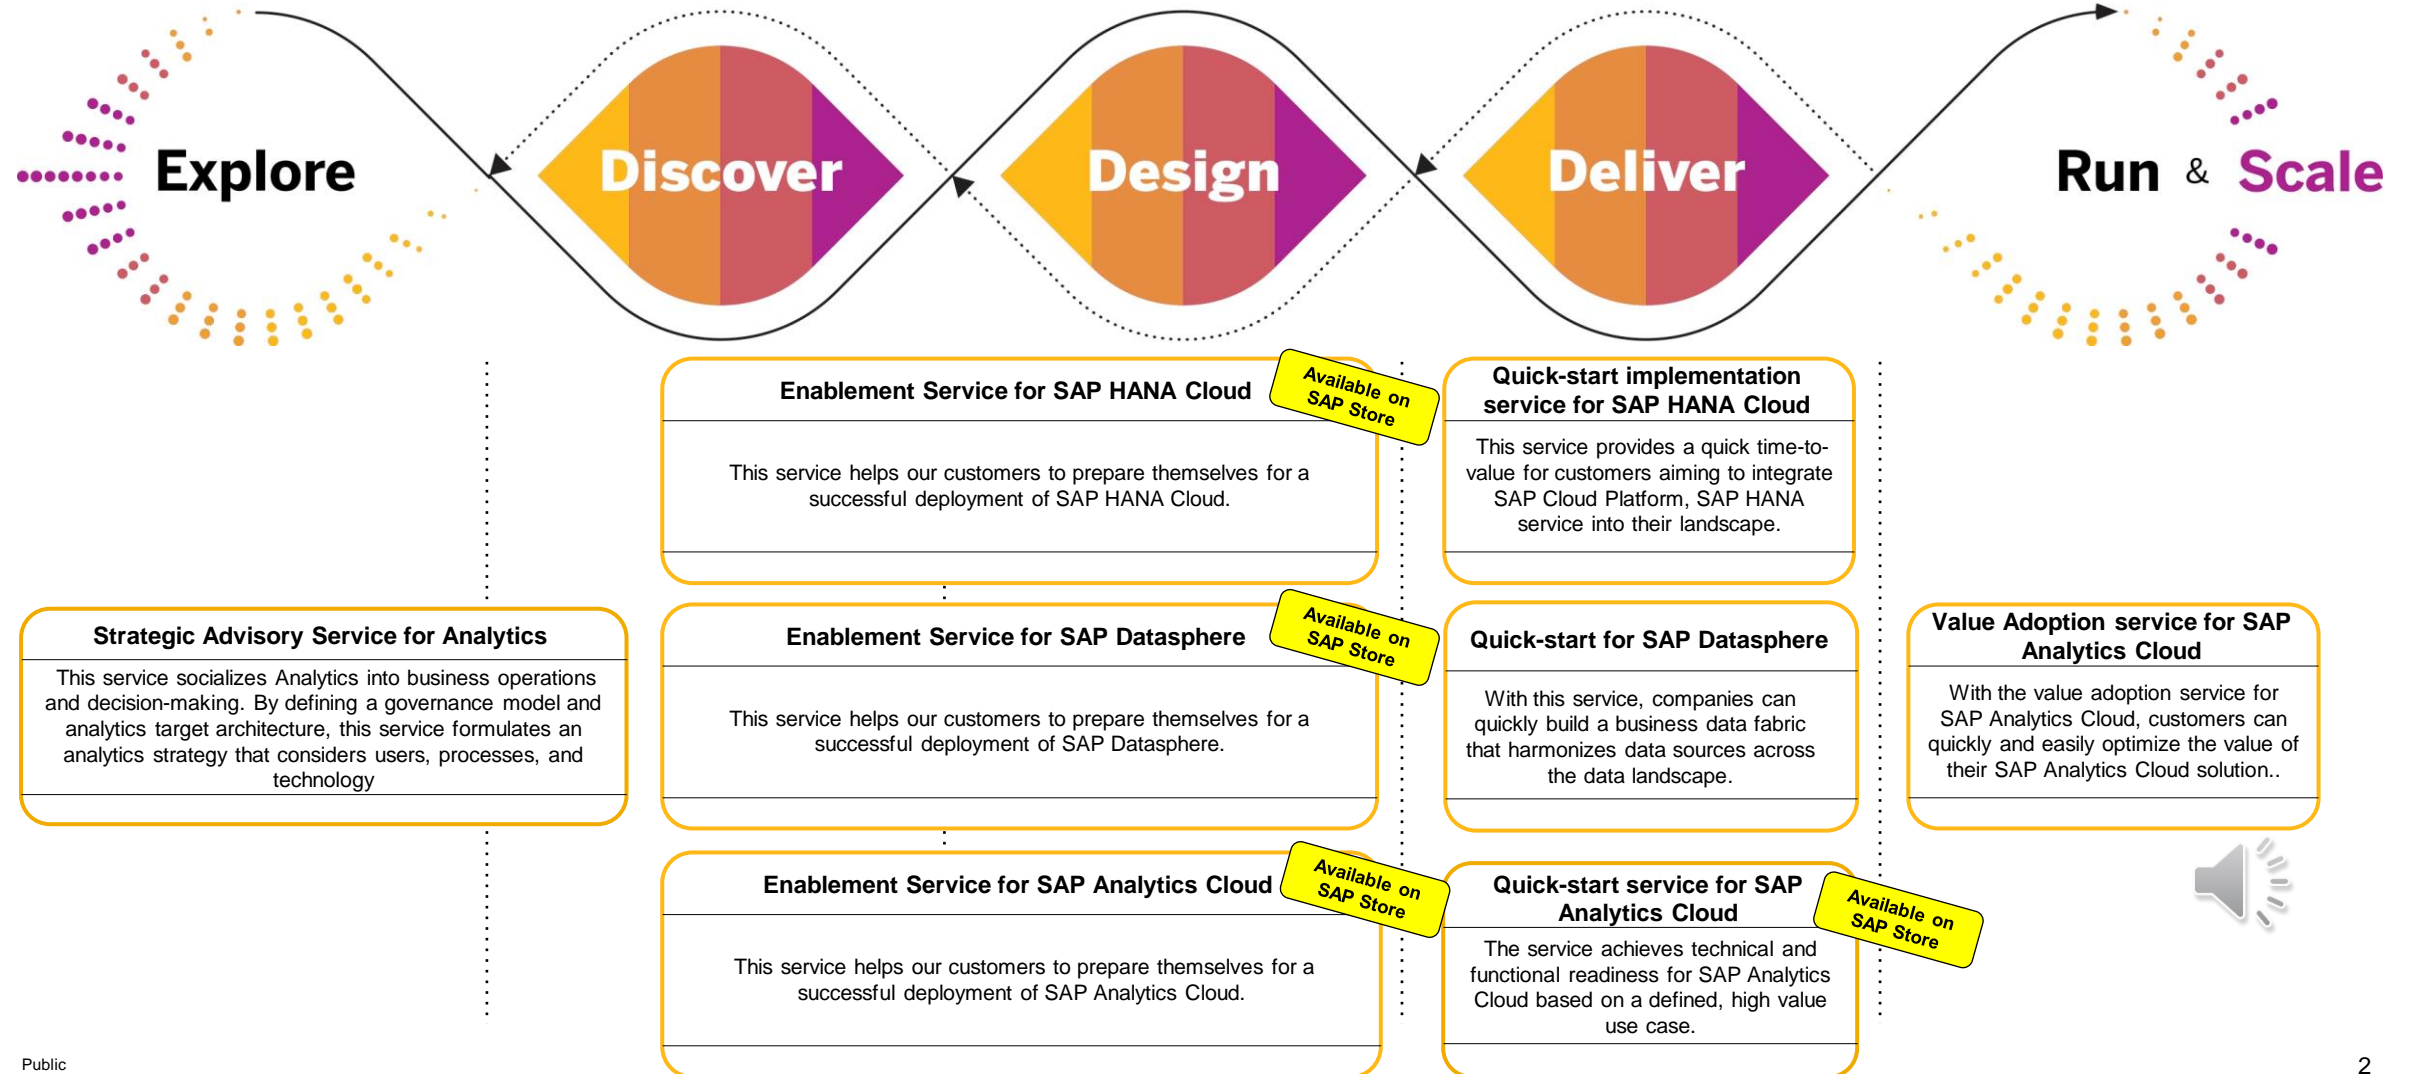 Explore
Discover
Design
Deliver
Run & Scale
Enablement Service for SAP HANA Cloud
Available on
SAP Store
This service helps our customers to prepare themselves for a
successful deployment of SAP HANA Cloud.
Quick-start implementation
service for SAP HANA Cloud
This service provides a quick time-to-
value for customers aiming to integrate
SAP Cloud Platform, SAP HANA
service into their landscape.
Strategic Advisory Service for Analytics
This service socializes Analytics into business operations
and decision-making. By defining a governance model and
analytics target architecture, this service formulates an
analytics strategy that considers users, processes, and
technology
Enablement Service for SAP Datasphere
Available on
SAP Store
This service helps our customers to prepare themselves for a
successful deployment of SAP Datasphere.
Quick-start for SAP Datasphere
With this service, companies can
quickly build a business data fabric
that harmonizes data sources across
the data landscape.
Value Adoption service for SAP
Analytics Cloud
With the value adoption service for
SAP Analytics Cloud, customers can
quickly and easily optimize the value of
their SAP Analytics Cloud solution..
Enablement Service for SAP Analytics Cloud
Available on
SAP Store
This service helps our customers to prepare themselves for a
successful deployment of SAP Analytics Cloud.
Quick-start service for SAP
Analytics Cloud
Available on
SAP Store
The service achieves technical and
functional readiness for SAP Analytics
Cloud based on a defined, high value
use case.
Public
2